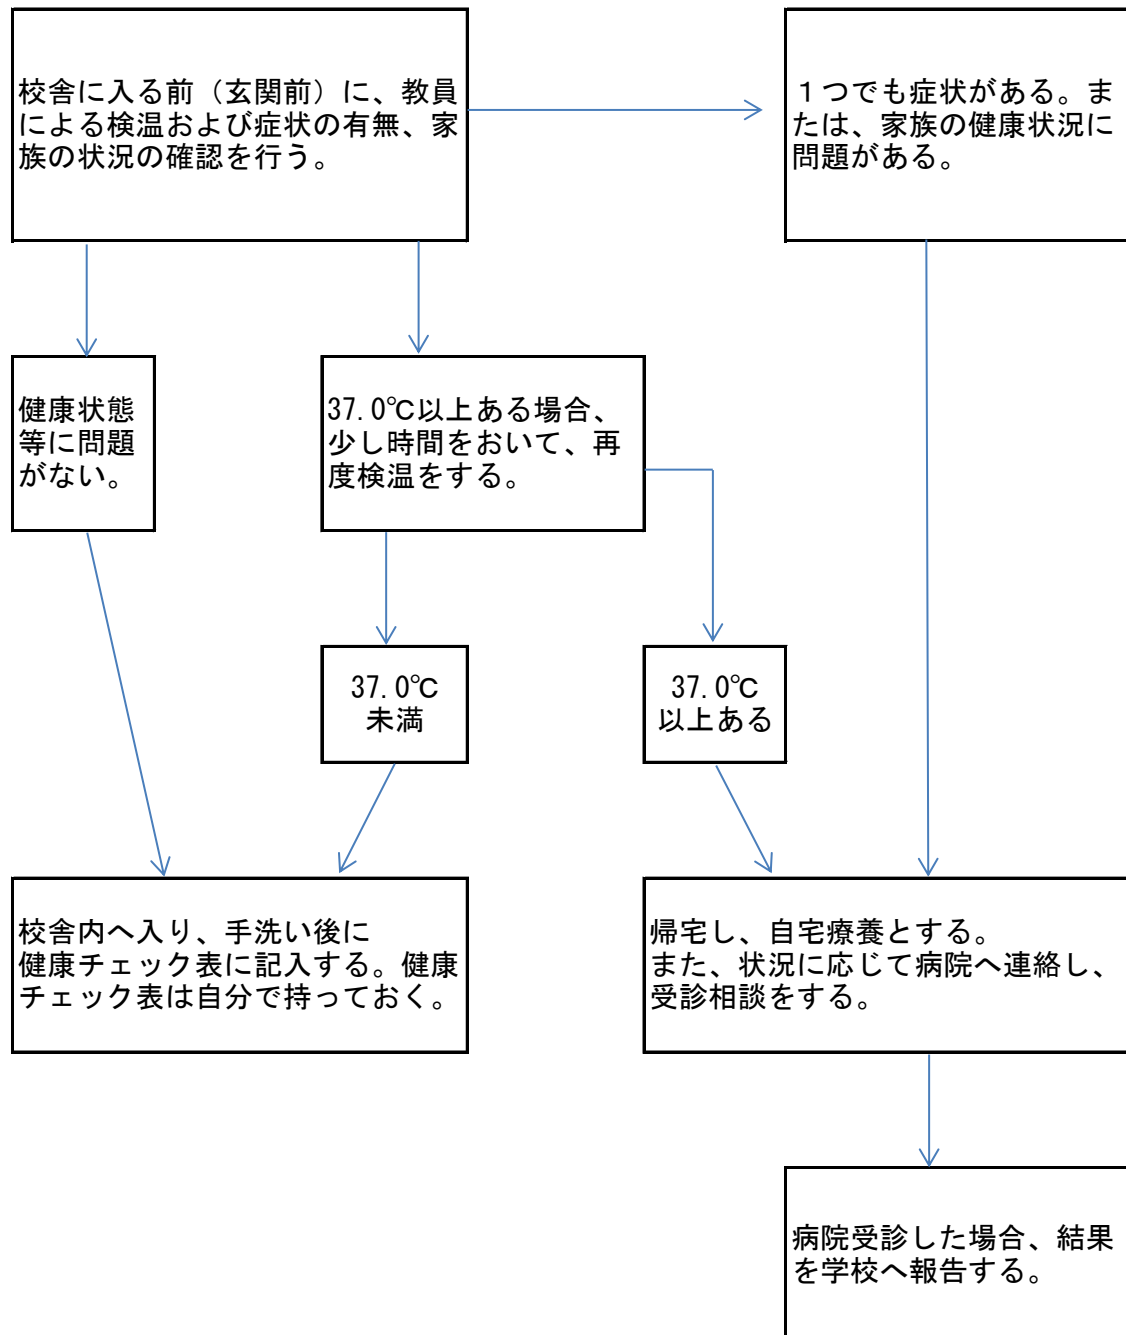 校舎に入る前（玄関前）に、教員
による検温および症状の有無、家
族の状況の確認を行う。
１つでも症状がある。ま
たは、家族の健康状況に
問題がある。
健康状態
等に問題
がない。
37.0℃以上ある場合、
少し時間をおいて、再
度検温をする。
37.0℃
未満
37.0℃
以上ある
校舎内へ入り、手洗い後に
健康チェック表に記入する。健康
チェック表は自分で持っておく。
帰宅し、自宅療養とする。
また、状況に応じて病院へ連絡し、
受診相談をする。
病院受診した場合、結果
を学校へ報告する。